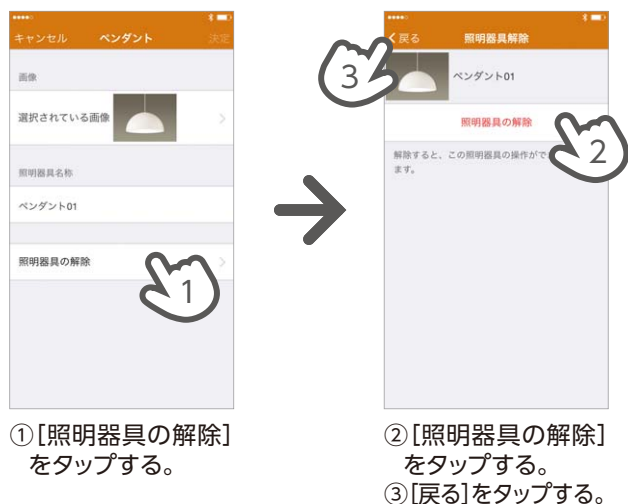 キャンセル ペンダント 決定
画像
選択されている画像
照明器具名称
ペンダント01
照明器具の解除
1
①[照明器具の解除]
をタップする。
戻る 照明器具解除
3
ペンダント01
照明器具の解除
2
解除すると、この照明器具の操作がで
ます。
②[照明器具の解除]
をタップする。
③[戻る]をタップする。